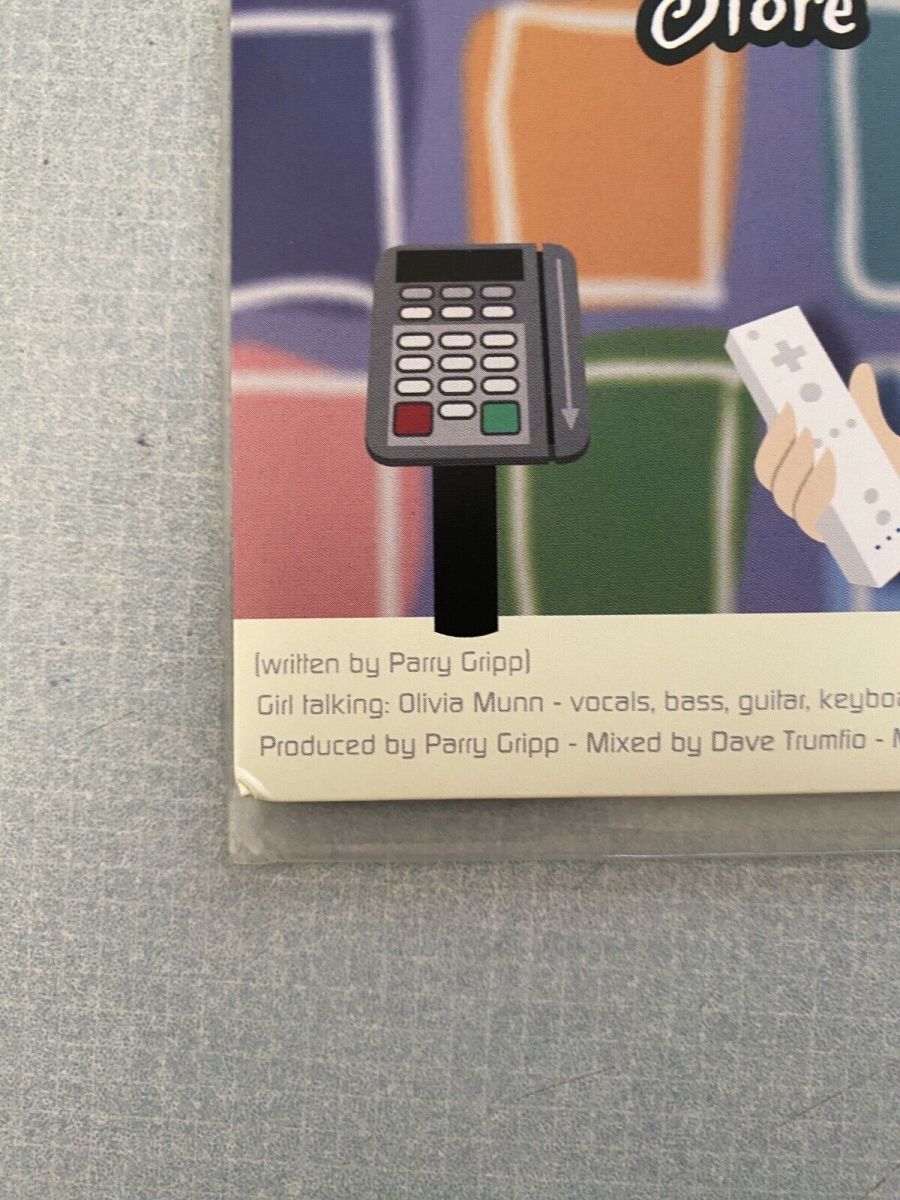 Store
(written by Parry Gripp)
Girl talking: Olivia Munn - vocals, bass, guitar,
Produced by Parry Gripp - Mixed by Dave Trumfio -